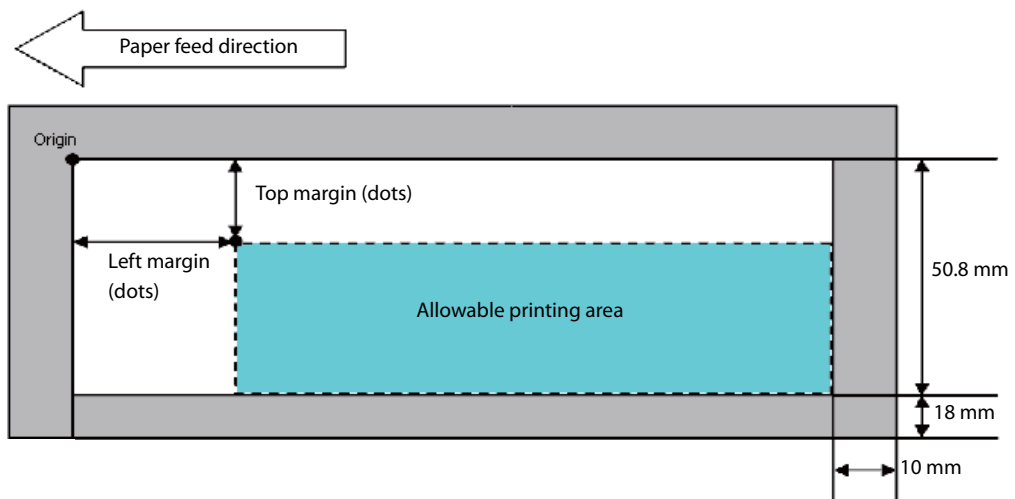 Paper feed direction
Origin
Top margin (dots)
Left margin
(dots)
50.8 mm
Allowable printing area
18 mm
10 mm